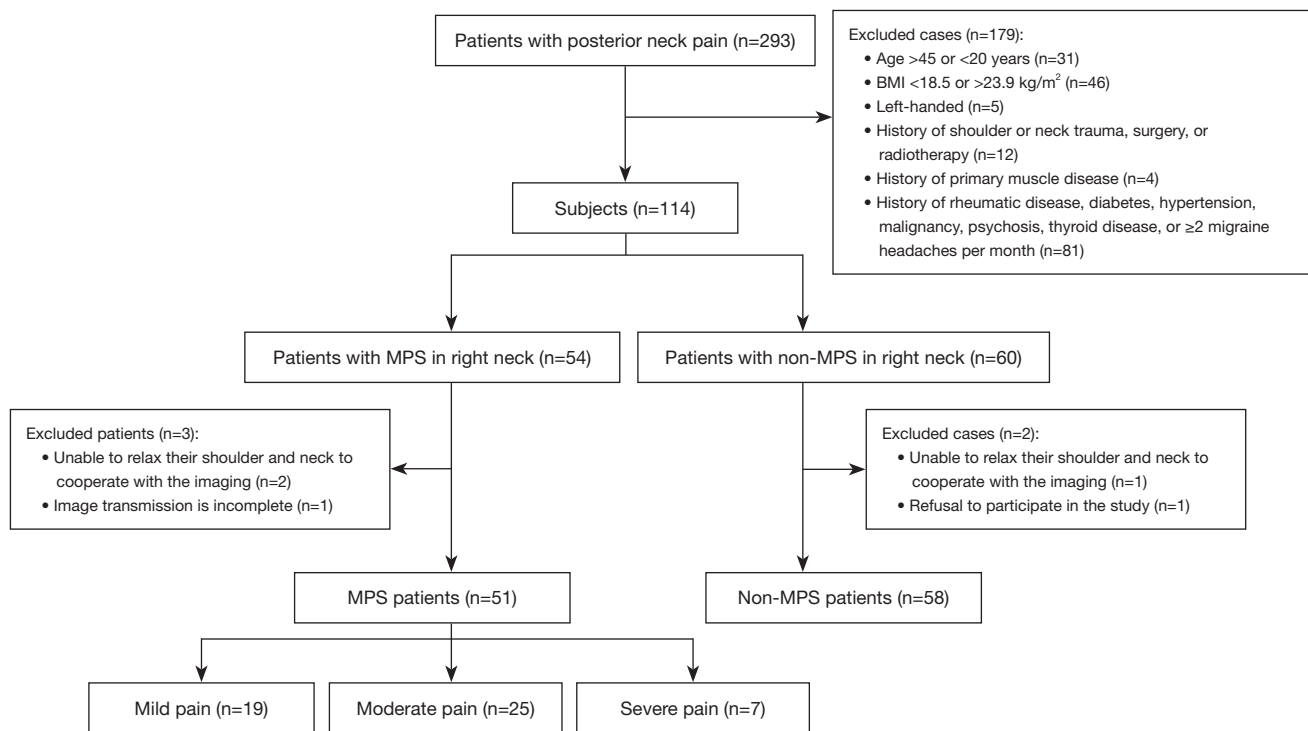 Patients with posterior neck pain (n=293)
Excluded cases (n=179):
• Age >45 or <20 years (n=31)
• BMI <18.5 or >23.9 kg/m² (n=46)
• Left-handed (n=5)
• History of shoulder or neck trauma, surgery, or
radiotherapy (n=12)
• History of primary muscle disease (n=4)
• History of rheumatic disease, diabetes, hypertension,
malignancy, psychosis, thyroid disease, or ≥2 migraine
headaches per month (n=81)
Subjects (n=114)
Patients with MPS in right neck (n=54)
Patients with non-MPS in right neck (n=60)
Excluded patients (n=3):
• Unable to relax their shoulder and neck to
cooperate with the imaging (n=2)
• Image transmission is incomplete (n=1)
Excluded cases (n=2):
• Unable to relax their shoulder and neck to
cooperate with the imaging (n=1)
• Refusal to participate in the study (n=1)
MPS patients (n=51)
Non-MPS patients (n=58)
Mild pain (n=19)
Moderate pain (n=25)
Severe pain (n=7)